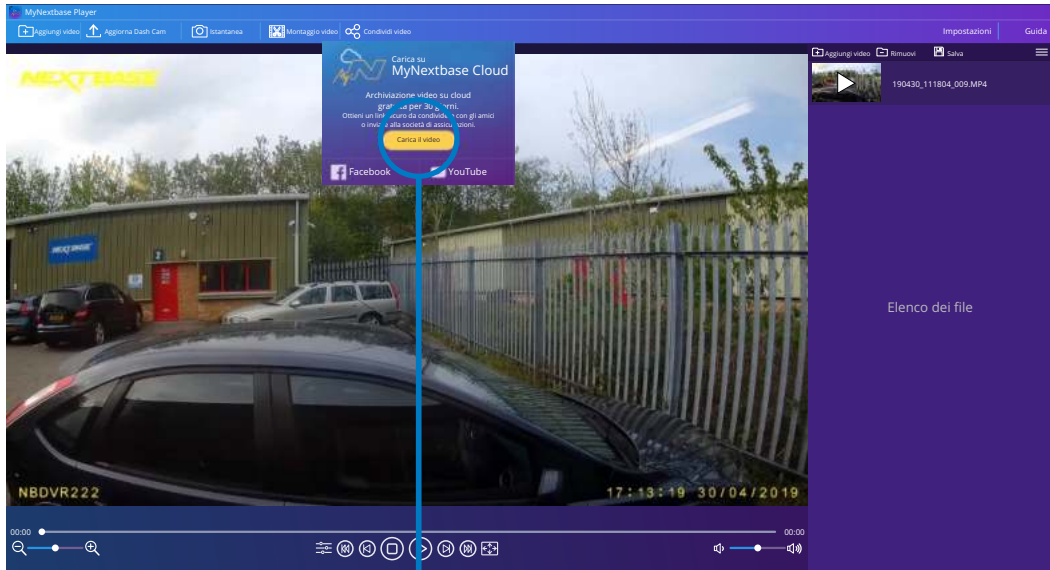 MyNextbase Player
Aggiungi video Aggiorna Dash Cam Istantanea Montaggio video Condividi video Impostazioni Guida
Carica su
MyNextbase Cloud
Archiviazione video su cloud
gratuita per 30 giorni.
Ottieni un link sicuro da condividere con gli amici
o inviare alla società di assicurazioni.
Carica il video
Facebook YouTube
Aggiungi video Rimuovi Salva
190430_111804_009.MP4
Elenco dei file
NEXTBASE
NEXTBASE
2
NBDVR222 17:13:19 30/04/2019
00:00 00:00